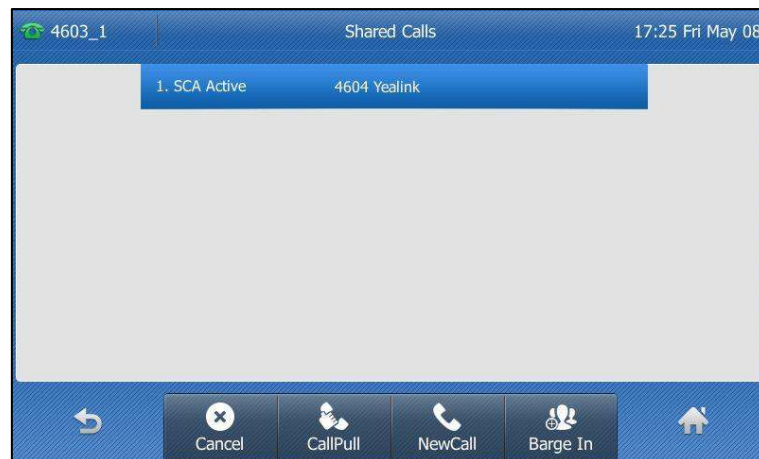 4603_1 Shared Calls 17:25 Fri May 08
1. SCA Active 4604 Yealink
Cancel CallPull NewCall Barge In